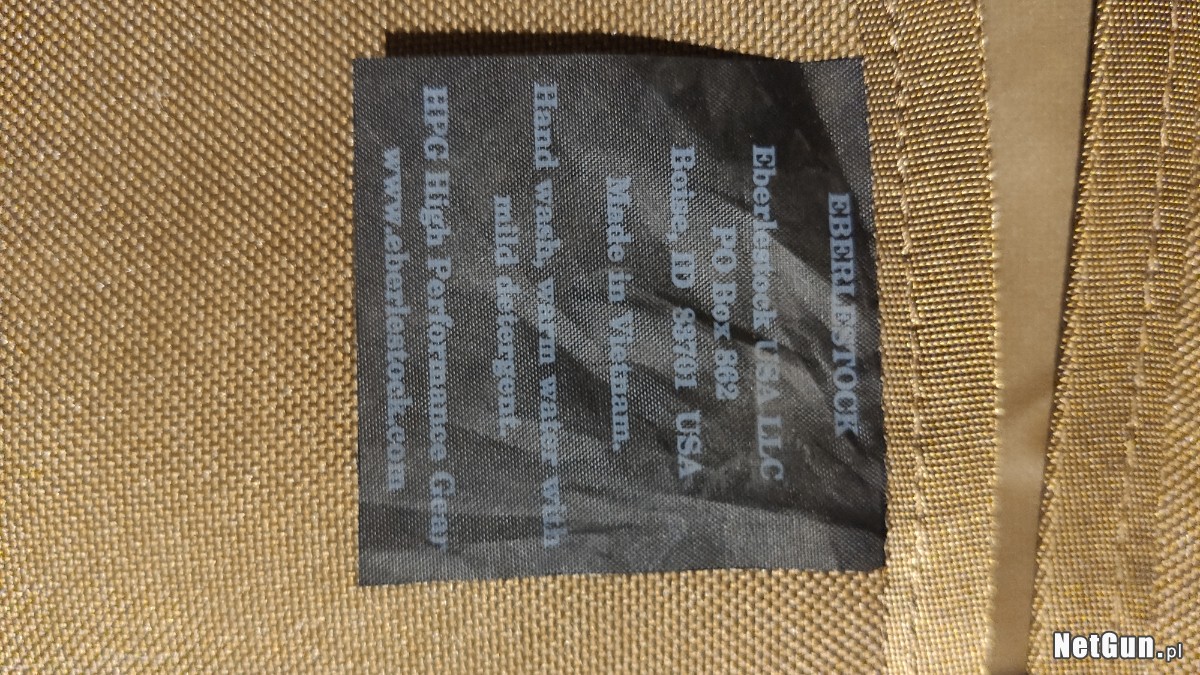 EBERLESTOCK
Eberlestock USA LLC
PO Box 862
Boise, ID 83701 USA
Made in Vietnam.
Hand wash, warm water with
mild detergent.
HPG High Performance Gear
www.eberlestock.com
NetGun.pl